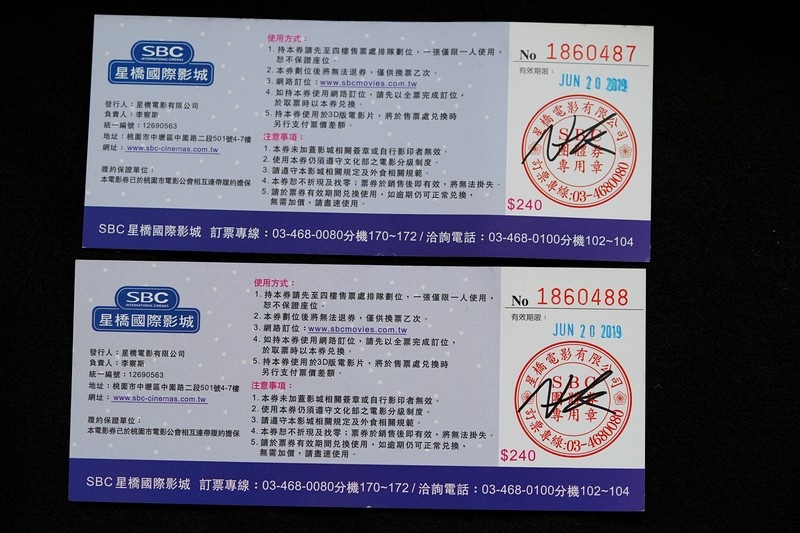 SBC
INTERNATIONAL CINEMAS
星橋國際影城
發行人：星橋電影有限公司
負責人：李察斯
統一編號：12690563
地址：桃園市中壢區中園路二段501號4-7樓
網址：www.sbc-cinemas.com.tw
履約保證單位：
本電影券已於桃園市電影公會相互連帶履約擔保
使用方式：
1. 持本券請先至四樓售票處排隊劃位，一張僅限一人使用，
恕不保證座位。
2. 本券劃位後將無法退券，僅供換票乙次。
3. 網路訂位：www.sbcmovies.com.tw
4. 如持本券使用網路訂位，請先以全票完成訂位，
於取票時以本券兌換。
5. 持本券使用於3D版電影片，將於售票處兌換時
另行支付票價差額。
注意事項：
1. 本券未加蓋影城相關簽章或自行影印者無效。
2. 使用本券仍須遵守文化部之電影分級制度。
3. 請遵守本影城相關規定及外食相關規範。
4. 本券恕不折現及找零；票券於銷售後即有效，將無法掛失。
5. 請於票券有效期間兌換使用，如逾期仍可正常兌換，
無需加價，請盡速使用。
No 1860487
有效期限：
JUN 20 2019
星橋電影有限公司
SBC
團體券
專用章
訂票專線:03-4680080
$240
SBC 星橋國際影城 訂票專線：03-468-0080分機170~172 / 洽詢電話：03-468-0100分機102~104
SBC
INTERNATIONAL CINEMAS
星橋國際影城
發行人：星橋電影有限公司
負責人：李察斯
統一編號：12690563
地址：桃園市中壢區中園路二段501號4-7樓
網址：www.sbc-cinemas.com.tw
履約保證單位：
本電影券已於桃園市電影公會相互連帶履約擔保
使用方式：
1. 持本券請先至四樓售票處排隊劃位，一張僅限一人使用，
恕不保證座位。
2. 本券劃位後將無法退券，僅供換票乙次。
3. 網路訂位：www.sbcmovies.com.tw
4. 如持本券使用網路訂位，請先以全票完成訂位，
於取票時以本券兌換。
5. 持本券使用於3D版電影片，將於售票處兌換時
另行支付票價差額。
注意事項：
1. 本券未加蓋影城相關簽章或自行影印者無效。
2. 使用本券仍須遵守文化部之電影分級制度。
3. 請遵守本影城相關規定及外食相關規範。
4. 本券恕不折現及找零；票券於銷售後即有效，將無法掛失。
5. 請於票券有效期間兌換使用，如逾期仍可正常兌換，
無需加價，請盡速使用。
No 1860488
有效期限：
JUN 20 2019
星橋電影有限公司
SBC
團體券
專用章
訂票專線:03-4680080
$240
SBC 星橋國際影城 訂票專線：03-468-0080分機170~172 / 洽詢電話：03-468-0100分機102~104